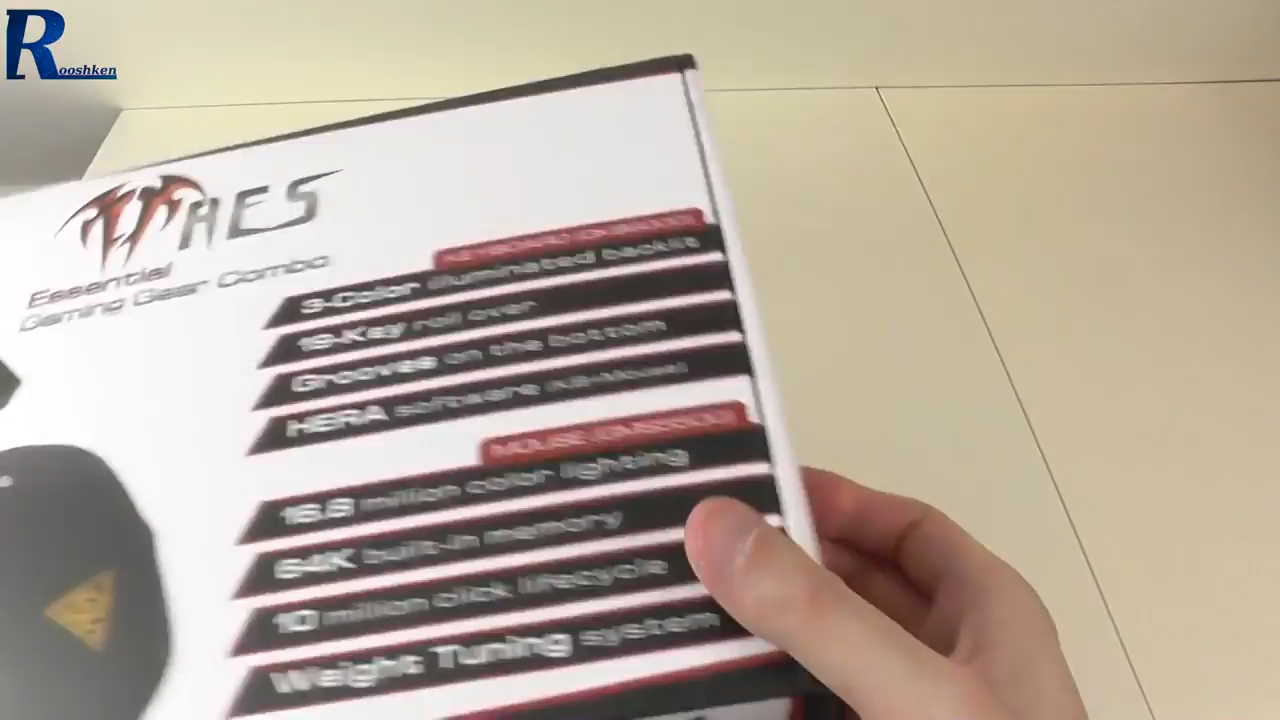 Rooshken
ARES
Essential
Gaming Gear Combo
3-Color illuminated backlit
19-Key roll over
Grooves on the bottom
HERA software
MOUSE
16.8 million color lighting
64K built-in memory
10 million click lifecycle
Weight Tuning system